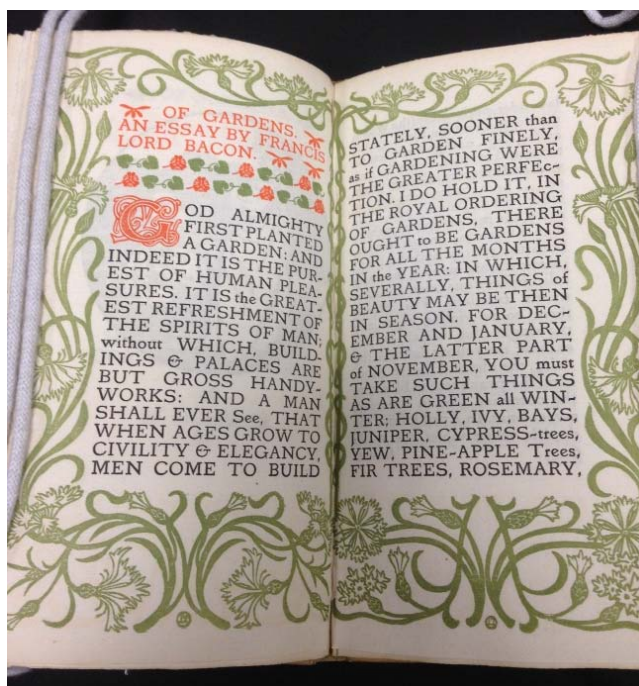 OF GARDENS.
AN ESSAY BY FRANCIS
LORD BACON.
GOD ALMIGHTY
FIRST PLANTED
A GARDEN: AND
INDEED IT IS THE PUR-
EST OF HUMAN PLEA-
SURES. IT IS the GREAT-
EST REFRESHMENT OF
THE SPIRITS OF MAN;
without WHICH, BUILD-
INGS & PALACES ARE
BUT GROSS HANDY-
WORKS: AND A MAN
SHALL EVER See, THAT
WHEN AGES GROW TO
CIVILITY & ELEGANCY,
MEN COME TO BUILD
STATELY, SOONER than
TO GARDEN FINELY,
as if GARDENING WERE
THE GREATER PERFEc-
TION. I DO HOLD IT, IN
THE ROYAL ORDERING
OF GARDENS, THERE
OUGHT to BE GARDENS
FOR ALL THE MONTHS
IN the YEAR: IN WHICH,
SEVERALLY, THINGS of
BEAUTY MAY BE THEN
IN SEASON. FOR DEC-
EMBER AND JANUARY,
& THE LATTER PART
of NOVEMBER, YOU must
TAKE SUCH THINGS
AS ARE GREEN all WIN-
TER: HOLLY, IVY, BAYS,
JUNIPER, CYPRESS-trees,
YEW, PINE-APPLE Trees,
FIR TREES, ROSEMARY,